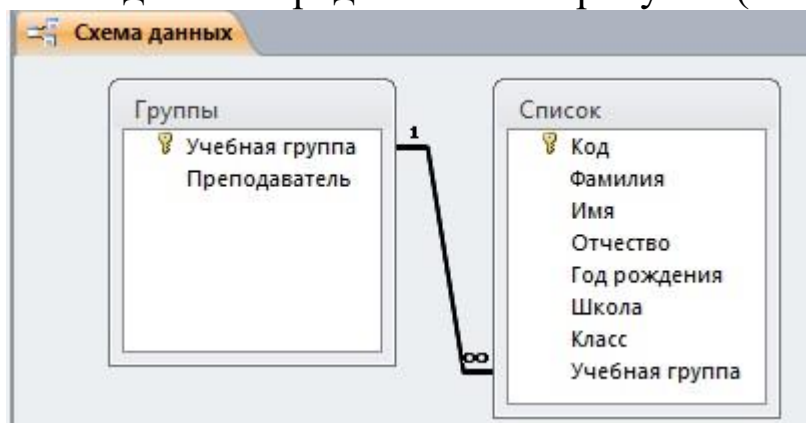 Схема данных
Группы
Учебная группа
Преподаватель
1
∞
Список
Код
Фамилия
Имя
Отчество
Год рождения
Школа
Класс
Учебная группа